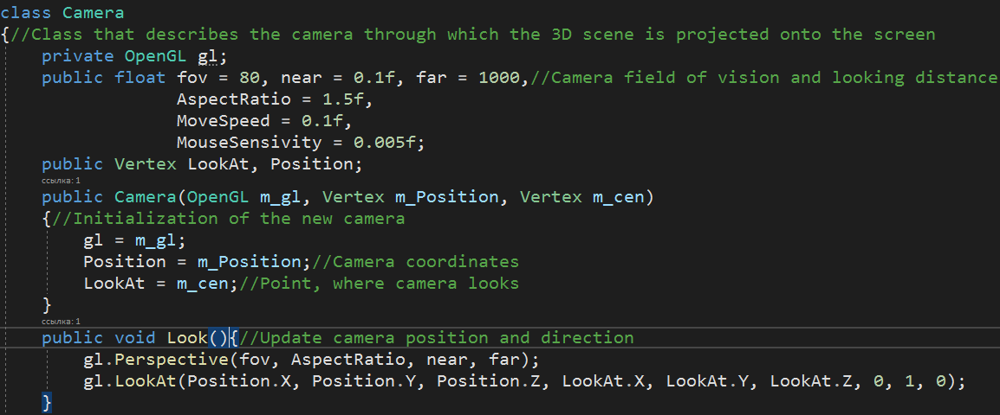 class Camera
{//Class that describes the camera through which the 3D scene is projected onto the screen
private OpenGL gl;
public float fov = 80, near = 0.1f, far = 1000,//Camera field of vision and looking distance
AspectRatio = 1.5f,
MoveSpeed = 0.1f,
MouseSensivity = 0.005f;
public Vertex LookAt, Position;
ссылка: 1
public Camera(OpenGL m_gl, Vertex m_Position, Vertex m_cen)
{//Initialization of the new camera
gl = m_gl;
Position = m_Position;//Camera coordinates
LookAt = m_cen;//Point, where camera looks
}
ссылка: 1
public void Look(){//Update camera position and direction
gl.Perspective(fov, AspectRatio, near, far);
gl.LookAt(Position.X, Position.Y, Position.Z, LookAt.X, LookAt.Y, LookAt.Z, 0, 1, 0);
}